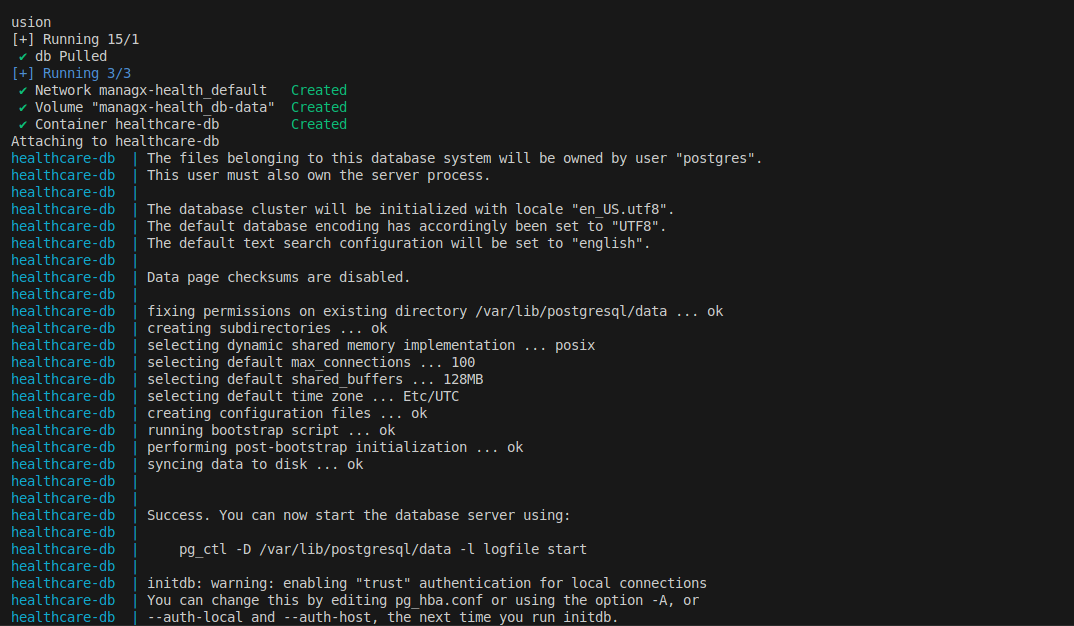 usion
[+] Running 15/1
✔ db Pulled
[+] Running 3/3
✔ Network managx-health_default   Created
✔ Volume "managx-health_db-data"  Created
✔ Container healthcare-db         Created
Attaching to healthcare-db
healthcare-db  | The files belonging to this database system will be owned by user "postgres".
healthcare-db  | This user must also own the server process.
healthcare-db  |
healthcare-db  | The database cluster will be initialized with locale "en_US.utf8".
healthcare-db  | The default database encoding has accordingly been set to "UTF8".
healthcare-db  | The default text search configuration will be set to "english".
healthcare-db  |
healthcare-db  | Data page checksums are disabled.
healthcare-db  |
healthcare-db  | fixing permissions on existing directory /var/lib/postgresql/data ... ok
healthcare-db  | creating subdirectories ... ok
healthcare-db  | selecting dynamic shared memory implementation ... posix
healthcare-db  | selecting default max_connections ... 100
healthcare-db  | selecting default shared_buffers ... 128MB
healthcare-db  | selecting default time zone ... Etc/UTC
healthcare-db  | creating configuration files ... ok
healthcare-db  | running bootstrap script ... ok
healthcare-db  | performing post-bootstrap initialization ... ok
healthcare-db  | syncing data to disk ... ok
healthcare-db  |
healthcare-db  |
healthcare-db  | Success. You can now start the database server using:
healthcare-db  |
healthcare-db  |     pg_ctl -D /var/lib/postgresql/data -l logfile start
healthcare-db  |
healthcare-db  | initdb: warning: enabling "trust" authentication for local connections
healthcare-db  | You can change this by editing pg_hba.conf or using the option -A, or
healthcare-db  | --auth-local and --auth-host, the next time you run initdb.